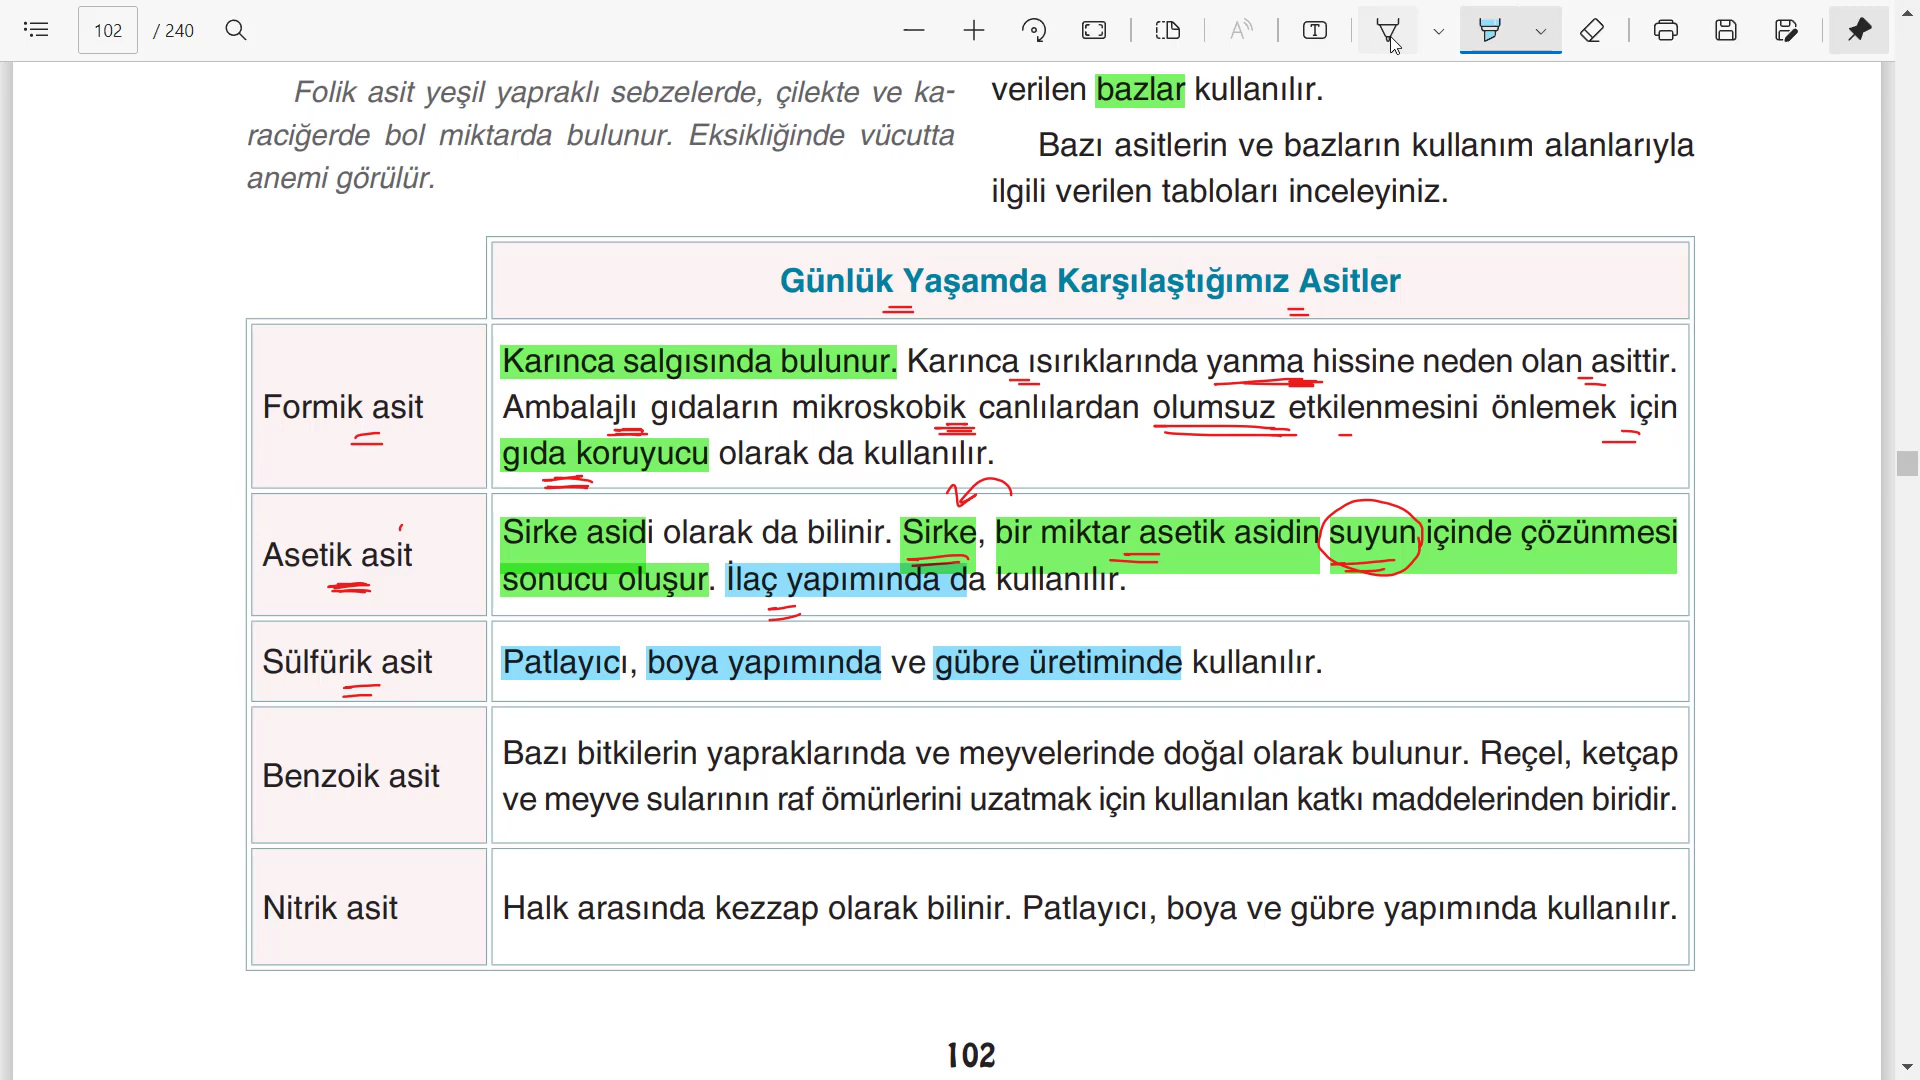 102 / 240
Folik asit yeşil yapraklı sebzelerde, çilekte ve ka-
raciğerde bol miktarda bulunur. Eksikliğinde vücutta
anemi görülür.
verilen bazlar kullanılır.
Bazı asitlerin ve bazların kullanım alanlarıyla
ilgili verilen tabloları inceleyiniz.
Günlük Yaşamda Karşılaştığımız Asitler
Formik asit
Karınca salgısında bulunur. Karınca ısırıklarında yanma hissine neden olan asittir.
Ambalajlı gıdaların mikroskobik canlılardan olumsuz etkilenmesini önlemek için
gıda koruyucu olarak da kullanılır.
Asetik asit
Sirke asidi olarak da bilinir. Sirke, bir miktar asetik asidin suyun içinde çözünmesi
sonucu oluşur. İlaç yapımında da kullanılır.
Sülfürik asit
Patlayıcı, boya yapımında ve gübre üretiminde kullanılır.
Benzoik asit
Bazı bitkilerin yapraklarında ve meyvelerinde doğal olarak bulunur. Reçel, ketçap
ve meyve sularının raf ömürlerini uzatmak için kullanılan katkı maddelerinden biridir.
Nitrik asit
Halk arasında kezzap olarak bilinir. Patlayıcı, boya ve gübre yapımında kullanılır.
102